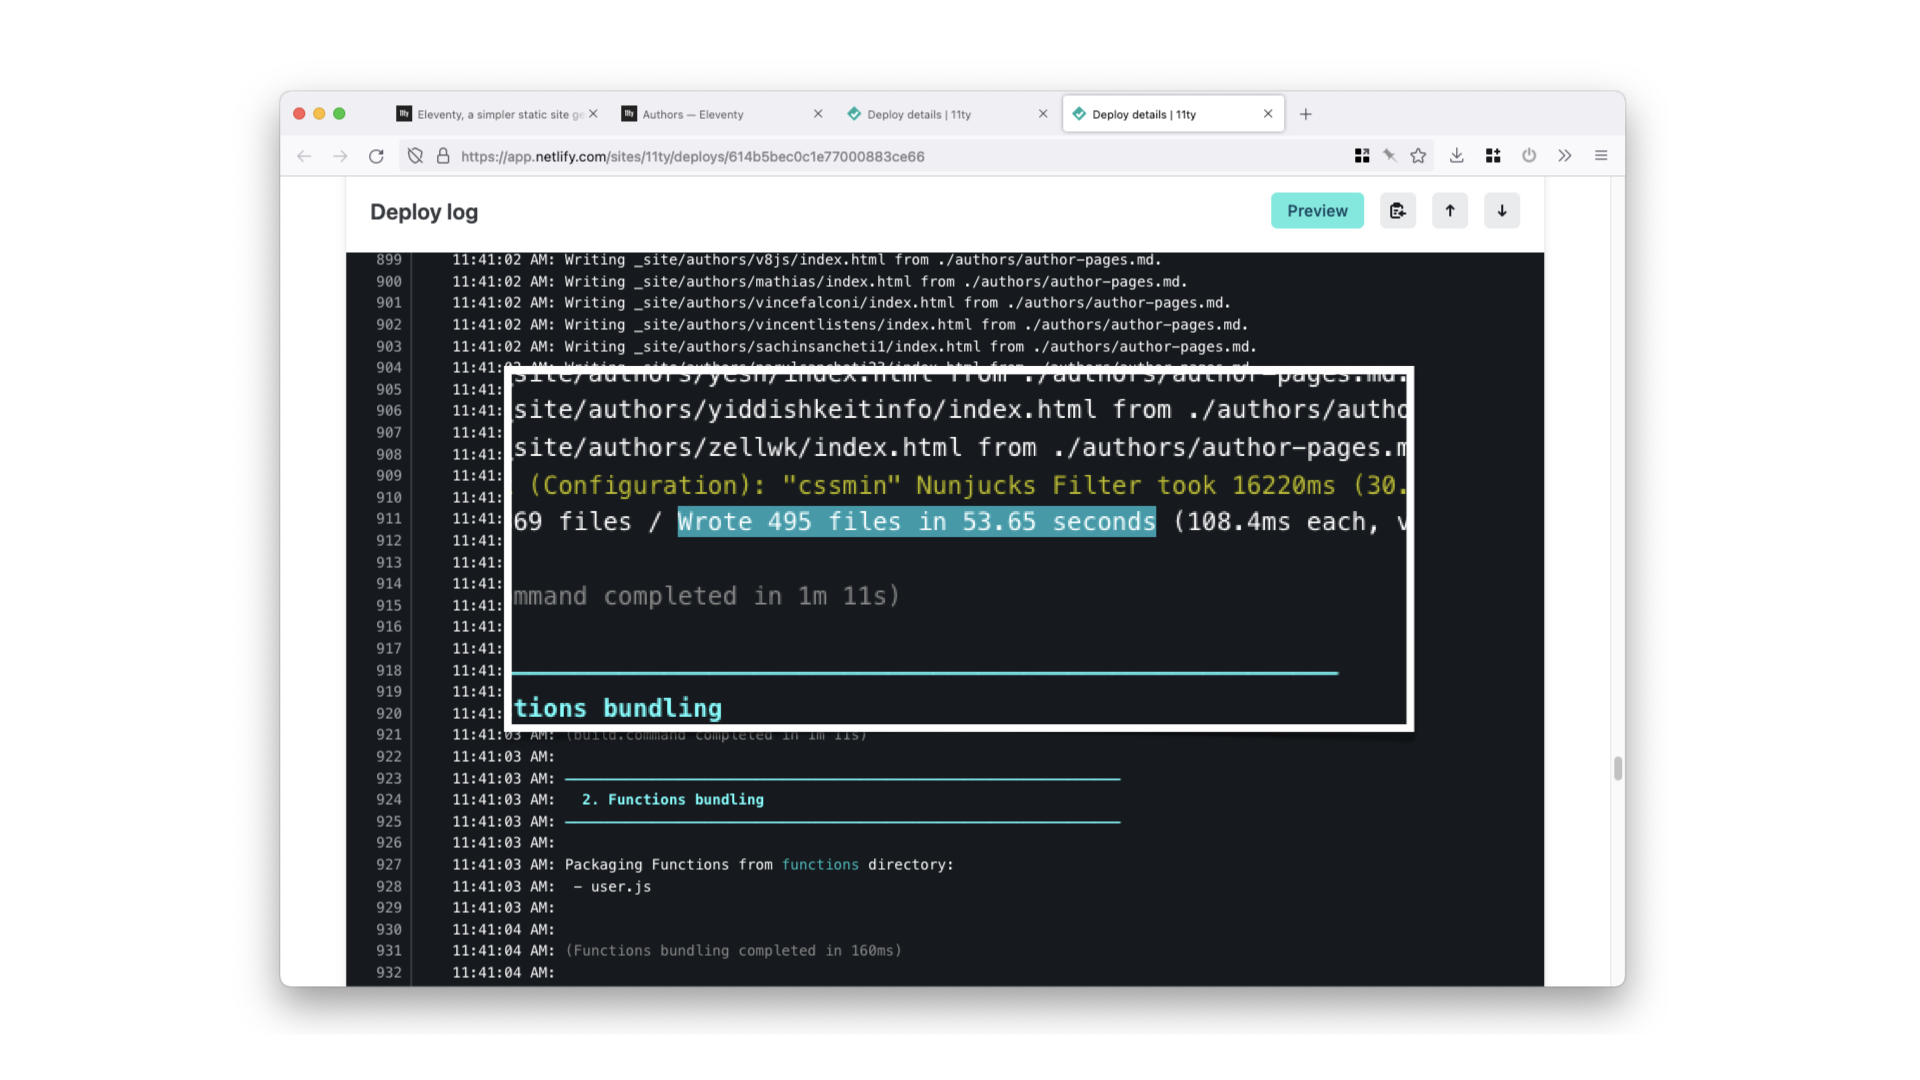 Eleventy, a simpler static site ge
Authors — Eleventy
Deploy details | 11ty
Deploy details | 11ty
https://app.netlify.com/sites/11ty/deploys/614b5bec0c1e77000883ce66
Deploy log
Preview
899 11:41:02 AM: Writing _site/authors/v8js/index.html from ./authors/author-pages.md.
900 11:41:02 AM: Writing _site/authors/mathias/index.html from ./authors/author-pages.md.
901 11:41:02 AM: Writing _site/authors/vincefalconi/index.html from ./authors/author-pages.md.
902 11:41:02 AM: Writing _site/authors/vincentlistens/index.html from ./authors/author-pages.md.
903 11:41:02 AM: Writing _site/authors/sachinsancheti1/index.html from ./authors/author-pages.md.
904 11:41:02
905 11:41:
906 11:41:
907 11:41:
908 11:41:
909 11:41:
910 11:41:
911 11:41:
912 11:41:
913 11:41:
914 11:41:
915 11:41:
916 11:41:
917 11:41:
918 11:41:
919 11:41:
920 11:41:
site/authors/yesh/index.html from ./authors/author-pages.md.
site/authors/yiddishkeitinfo/index.html from ./authors/autho
site/authors/zellwk/index.html from ./authors/author-pages.m
(Configuration): "cssmin" Nunjucks Filter took 16220ms (30.
69 files / Wrote 495 files in 53.65 seconds (108.4ms each, v
mmand completed in 1m 11s)
tions bundling
921 11:41:03 AM: (build.command completed in 1m 11s)
922 11:41:03 AM:
923 11:41:03 AM:
924 11:41:03 AM: 2. Functions bundling
925 11:41:03 AM:
926 11:41:03 AM:
927 11:41:03 AM: Packaging Functions from functions directory:
928 11:41:03 AM: - user.js
929 11:41:03 AM:
930 11:41:04 AM:
931 11:41:04 AM: (Functions bundling completed in 160ms)
932 11:41:04 AM: